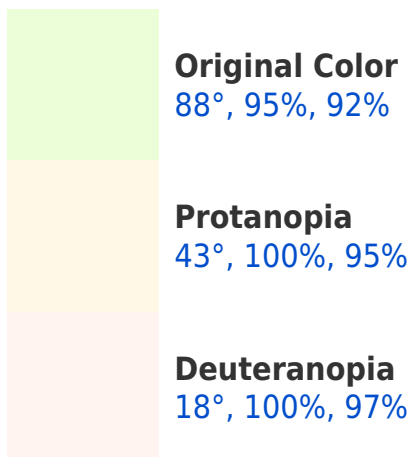 Original Color
88°, 95%, 92%
Protanopia
43°, 100%, 95%
Deuteranopia
18°, 100%, 97%